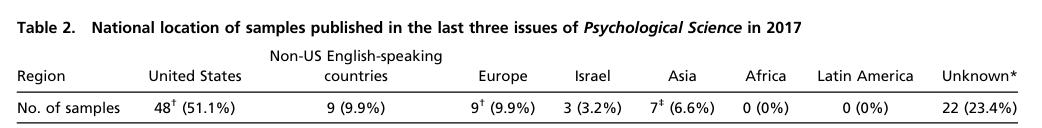 Table 2. National location of samples published in the last three issues of Psychological Science in 2017
Non-US English-speaking
Region United States countries Europe Israel Asia Africa Latin America Unknown*
No. of samples 48† (51.1%) 9 (9.9%) 9† (9.9%) 3 (3.2%) 7‡ (6.6%) 0 (0%) 0 (0%) 22 (23.4%)